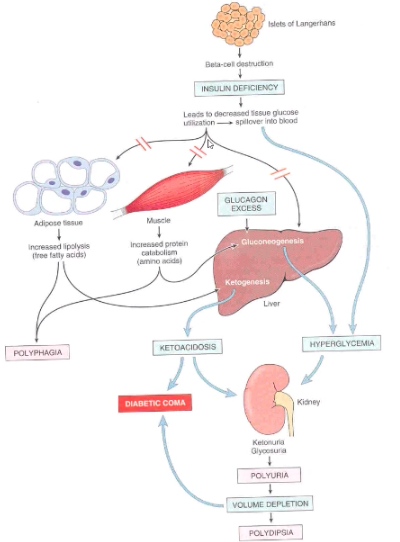 Islets of Langerhans
Beta-cell destruction
INSULIN DEFICIENCY
Leads to decreased tissue glucose
utilization → spillover into blood
GLUCAGON
EXCESS
Adipose tissue
Muscle
Increased lipolysis
(free fatty acids)
Increased protein
catabolism
(amino acids)
Gluconeogenesis
Ketogenesis
Liver
POLYPHAGIA
KETOACIDOSIS
HYPERGLYCEMIA
DIABETIC COMA
Kidney
Ketonuria
Glycosuria
POLYURIA
VOLUME DEPLETION
POLYDIPSIA